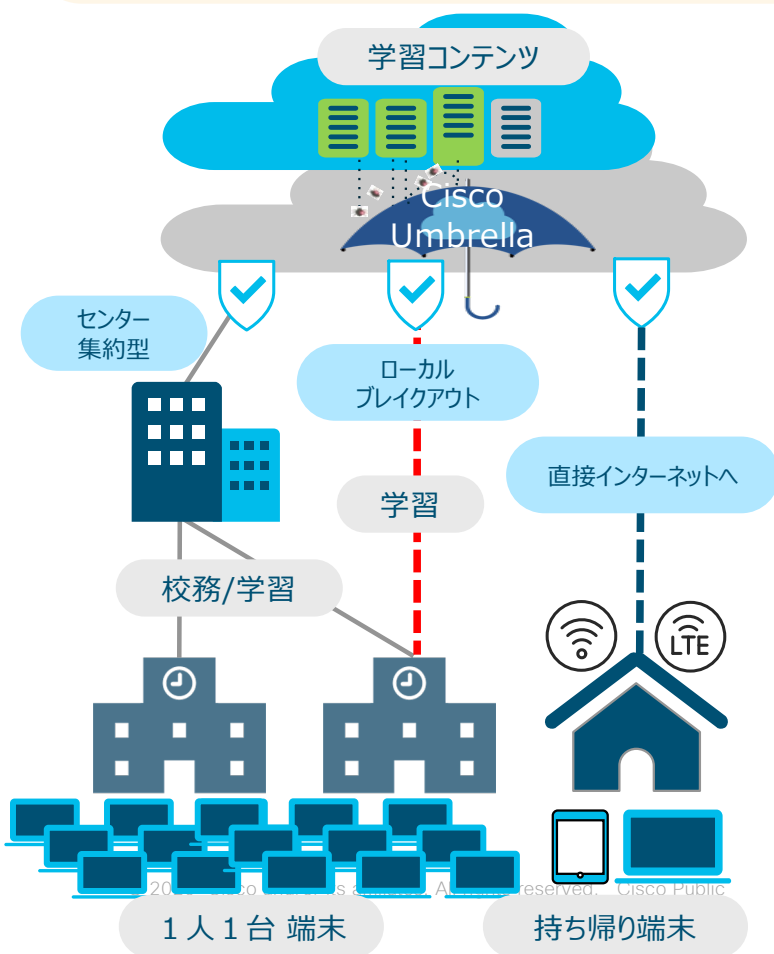 学習コンテンツ
Cisco
Umbrella
センター
集約型
ローカル
ブレイクアウト
直接インターネットへ
学習
校務/学習
LTE
reserved. Cisco Public
1人1台 端末
持ち帰り端末